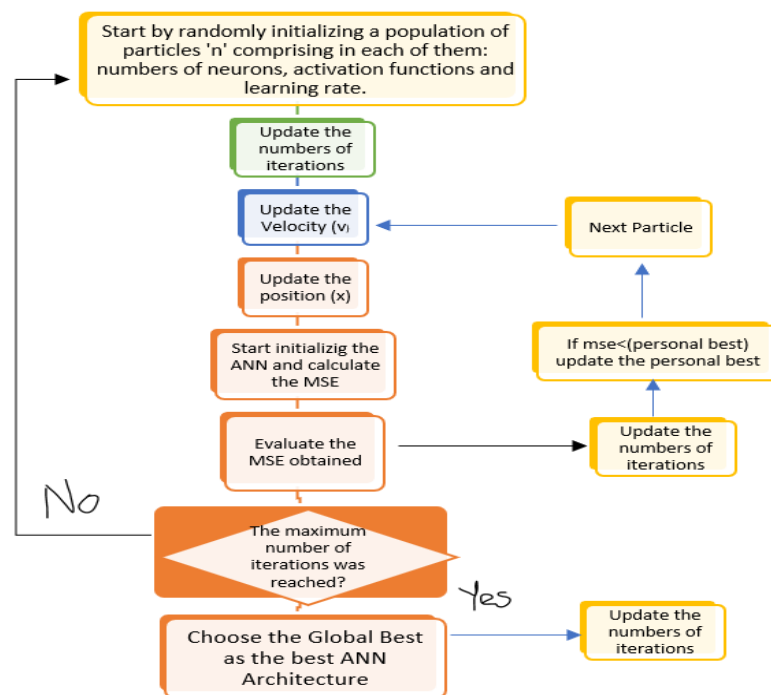 Start by randomly initializing a population of
particles 'n' comprising in each of them:
numbers of neurons, activation functions and
learning rate.
Update the
numbers of
iterations
Update the
Velocity (v)
Next Particle
Update the
position (x)
Start initializig the
ANN and calculate
the MSE
If mse<(personal best)
update the personal best
Evaluate the
MSE obtained
Update the
numbers of
iterations
No
The maximum
number of
iterations was
reached?
Yes
Choose the Global Best
as the best ANN
Architecture
Update the
numbers of
iterations